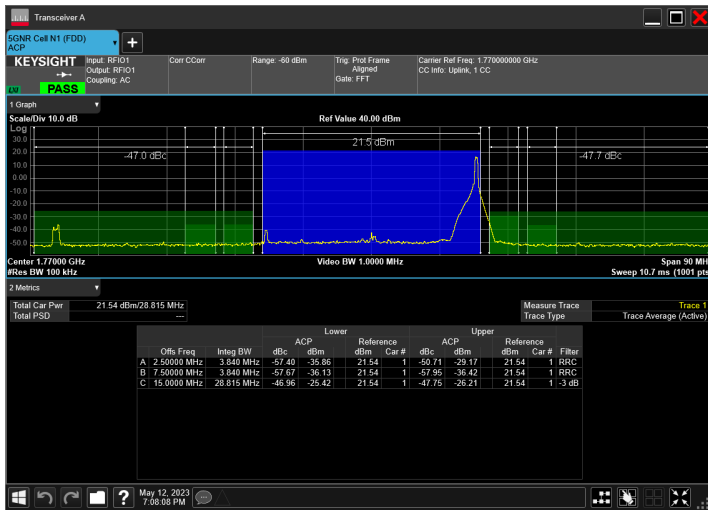 Transceiver A
5GNR Cell N1 (FDD)
ACP
KEYSIGHT
LXI
PASS
Input: RFIO1
Output: RFIO1
Coupling: AC
Corr CCorr
Range: -60 dBm
Trig: Prot Frame
Aligned
Gate: FFT
Carrier Ref Freq: 1.770000000 GHz
CC Info: Uplink, 1 CC
1 Graph
Scale/Div 10.0 dB
Ref Value 40.00 dBm
Log
30.0
20.0
10.0
0.00
-10.0
-20.0
-30.0
-40.0
-50.0
-47.0 dBc
21.5 dBm
-47.7 dBc
Center 1.77000 GHz
Video BW 1.0000 MHz
Span 90 MH
#Res BW 100 kHz
Sweep 10.7 ms (1001 pts
2 Metrics
Total Car Pwr 21.54 dBm/28.815 MHz
Total PSD ---
Measure Trace Trace 1
Trace Type Trace Average (Active)
Lower Upper
ACP Reference ACP Reference
Offs Freq Integ BW dBc dBm dBm Car # dBc dBm dBm Car # Filter
A 2.50000 MHz 3.840 MHz -57.40 -35.86 21.54 1 -50.71 -29.17 21.54 1 RRC
B 7.50000 MHz 3.840 MHz -57.67 -36.13 21.54 1 -57.95 -36.42 21.54 1 RRC
C 15.0000 MHz 28.815 MHz -46.96 -25.42 21.54 1 -47.75 -26.21 21.54 1 -3 dB
May 12, 2023
7:08:08 PM